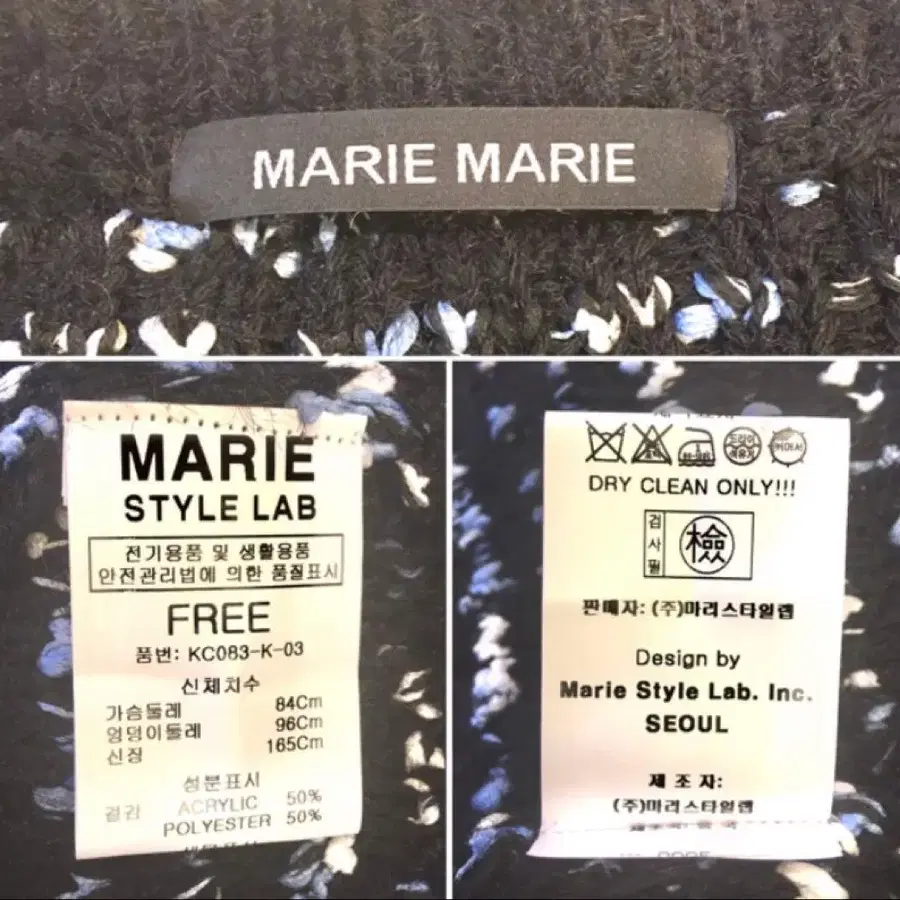 MARIE MARIE
MARIE
STYLE LAB
전기용품 및 생활용품
안전관리법에 의한 품질표시
FREE
품번: KC083-K-03
신체치수
가슴둘레 84Cm
엉덩이둘레 96Cm
신장 165Cm
성분표시
겉감 ACRYLIC 50%
POLYESTER 50%
드라이
DRY CLEAN ONLY!!!
검사필 檢
판매자: (주)마리스타일랩
Design by
Marie Style Lab. Inc.
SEOUL
제조자:
(주)마리스타일랩